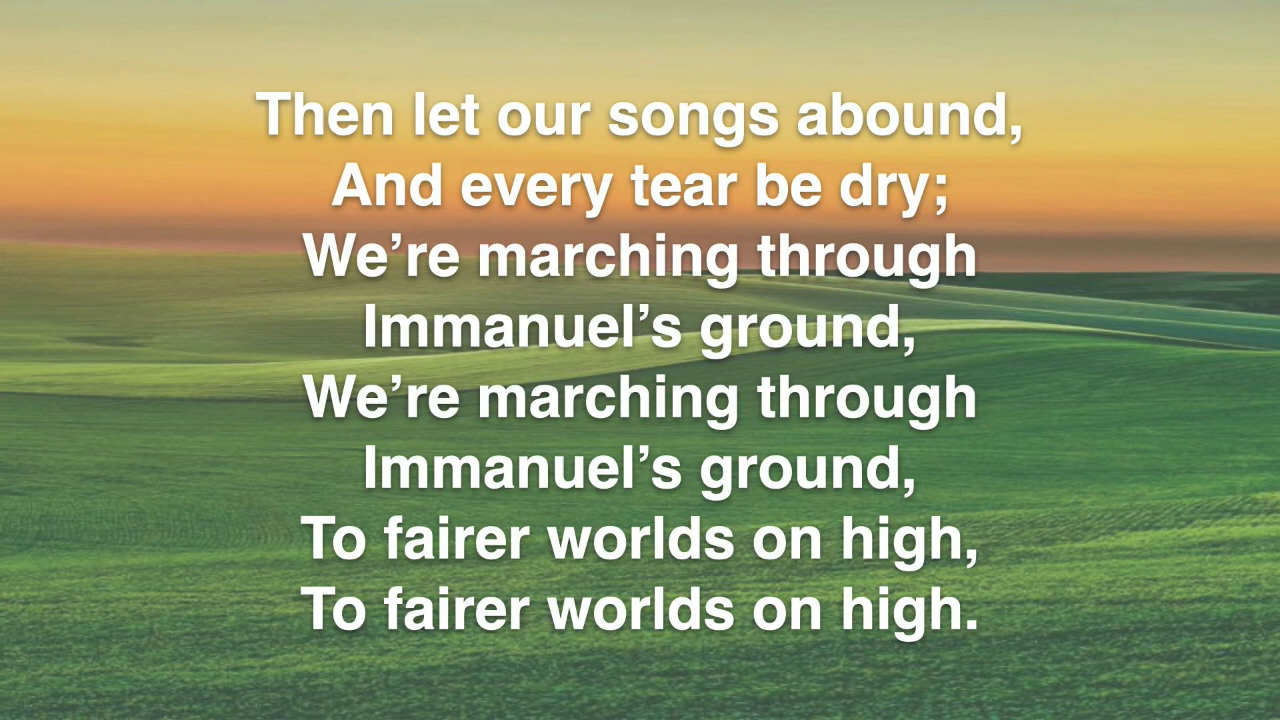 Then let our songs abound,
And every tear be dry;
We’re marching through
Immanuel’s ground,
We’re marching through
Immanuel’s ground,
To fairer worlds on high,
To fairer worlds on high.